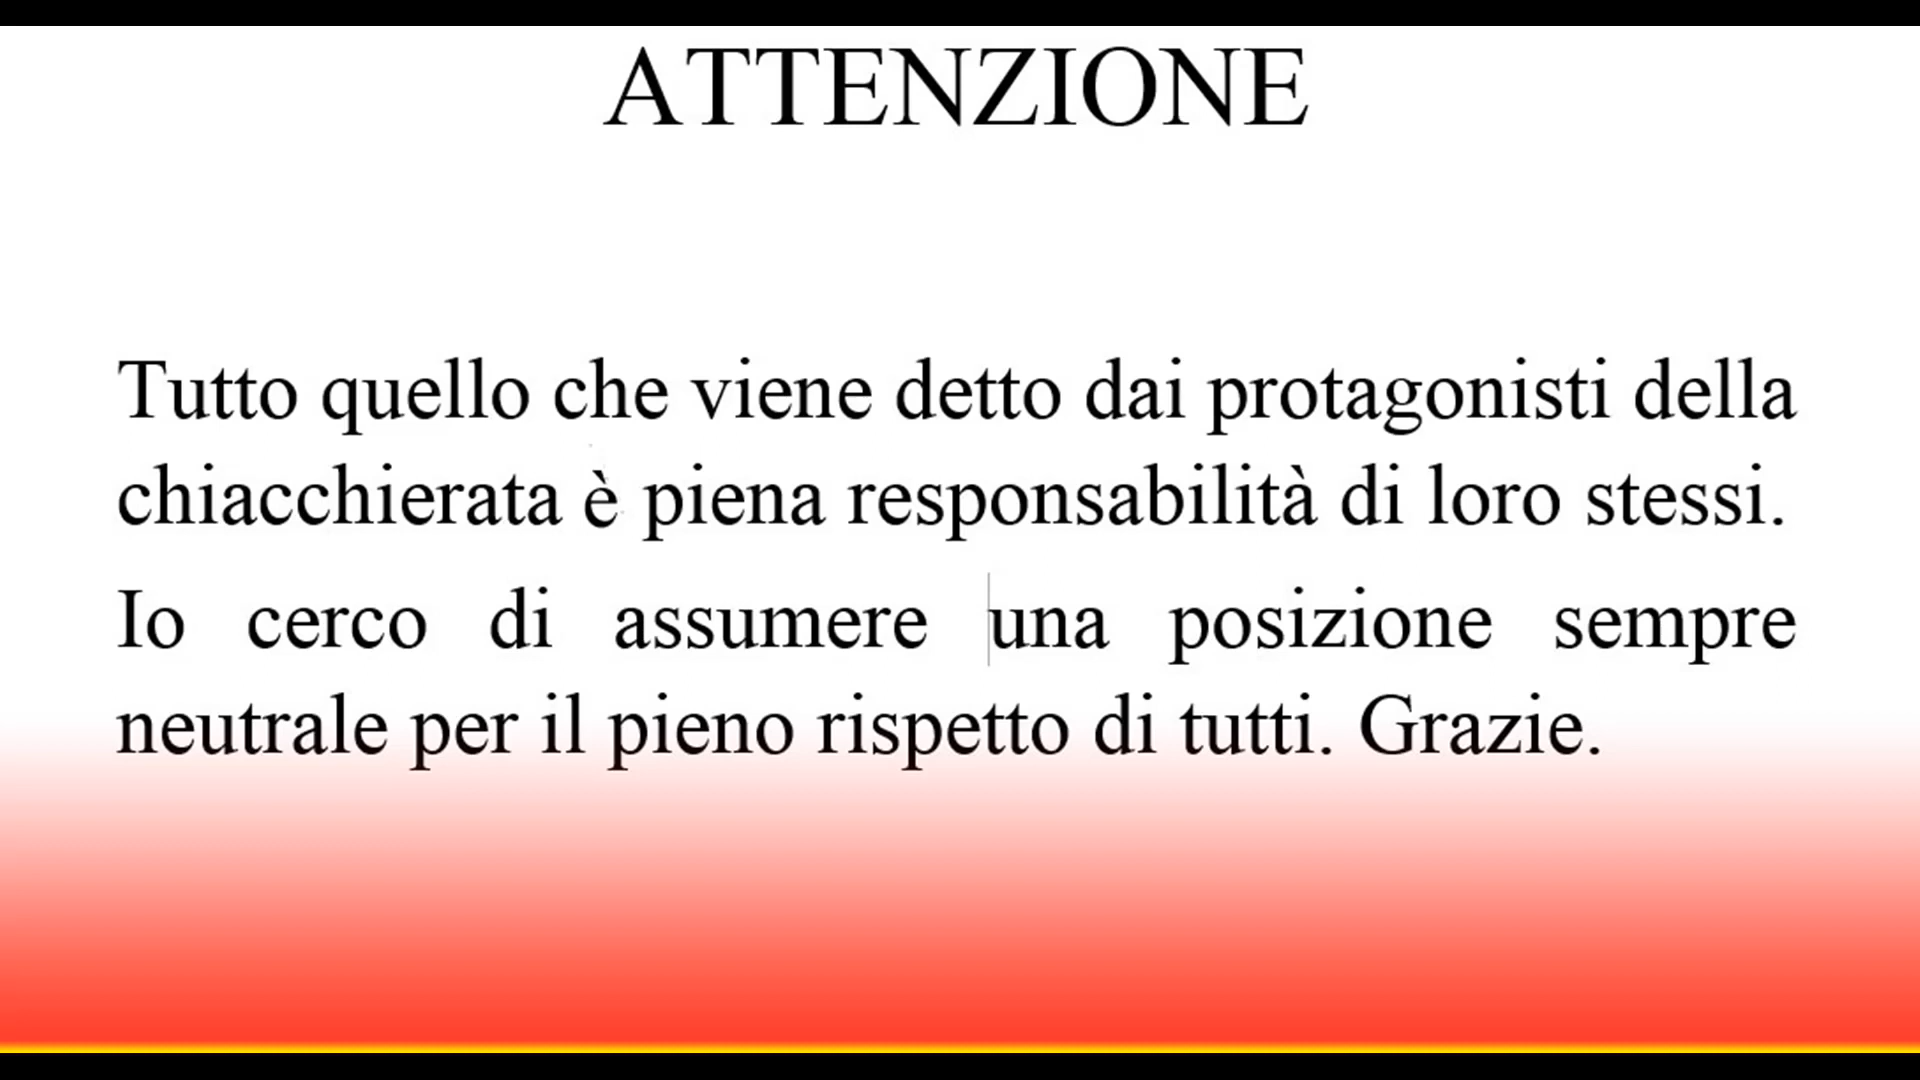 ATTENZIONE
Tutto quello che viene detto dai protagonisti della
chiacchierata è piena responsabilità di loro stessi.
Io cerco di assumere una posizione sempre
neutrale per il pieno rispetto di tutti. Grazie.